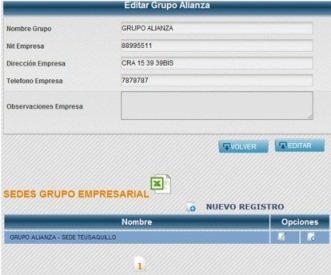 Editar Grupo Alianza
Nombre Grupo GRUPO ALIANZA
Nit Empresa 88995511
Dirección Empresa CRA 15 39 39BIS
Telefono Empresa 7878787
Observaciones Empresa
VOLVER EDITAR
SEDES GRUPO EMPRESARIAL
NUEVO REGISTRO
Nombre Opciones
GRUPO ALIANZA - SEDE TEUSAQUILLO
1